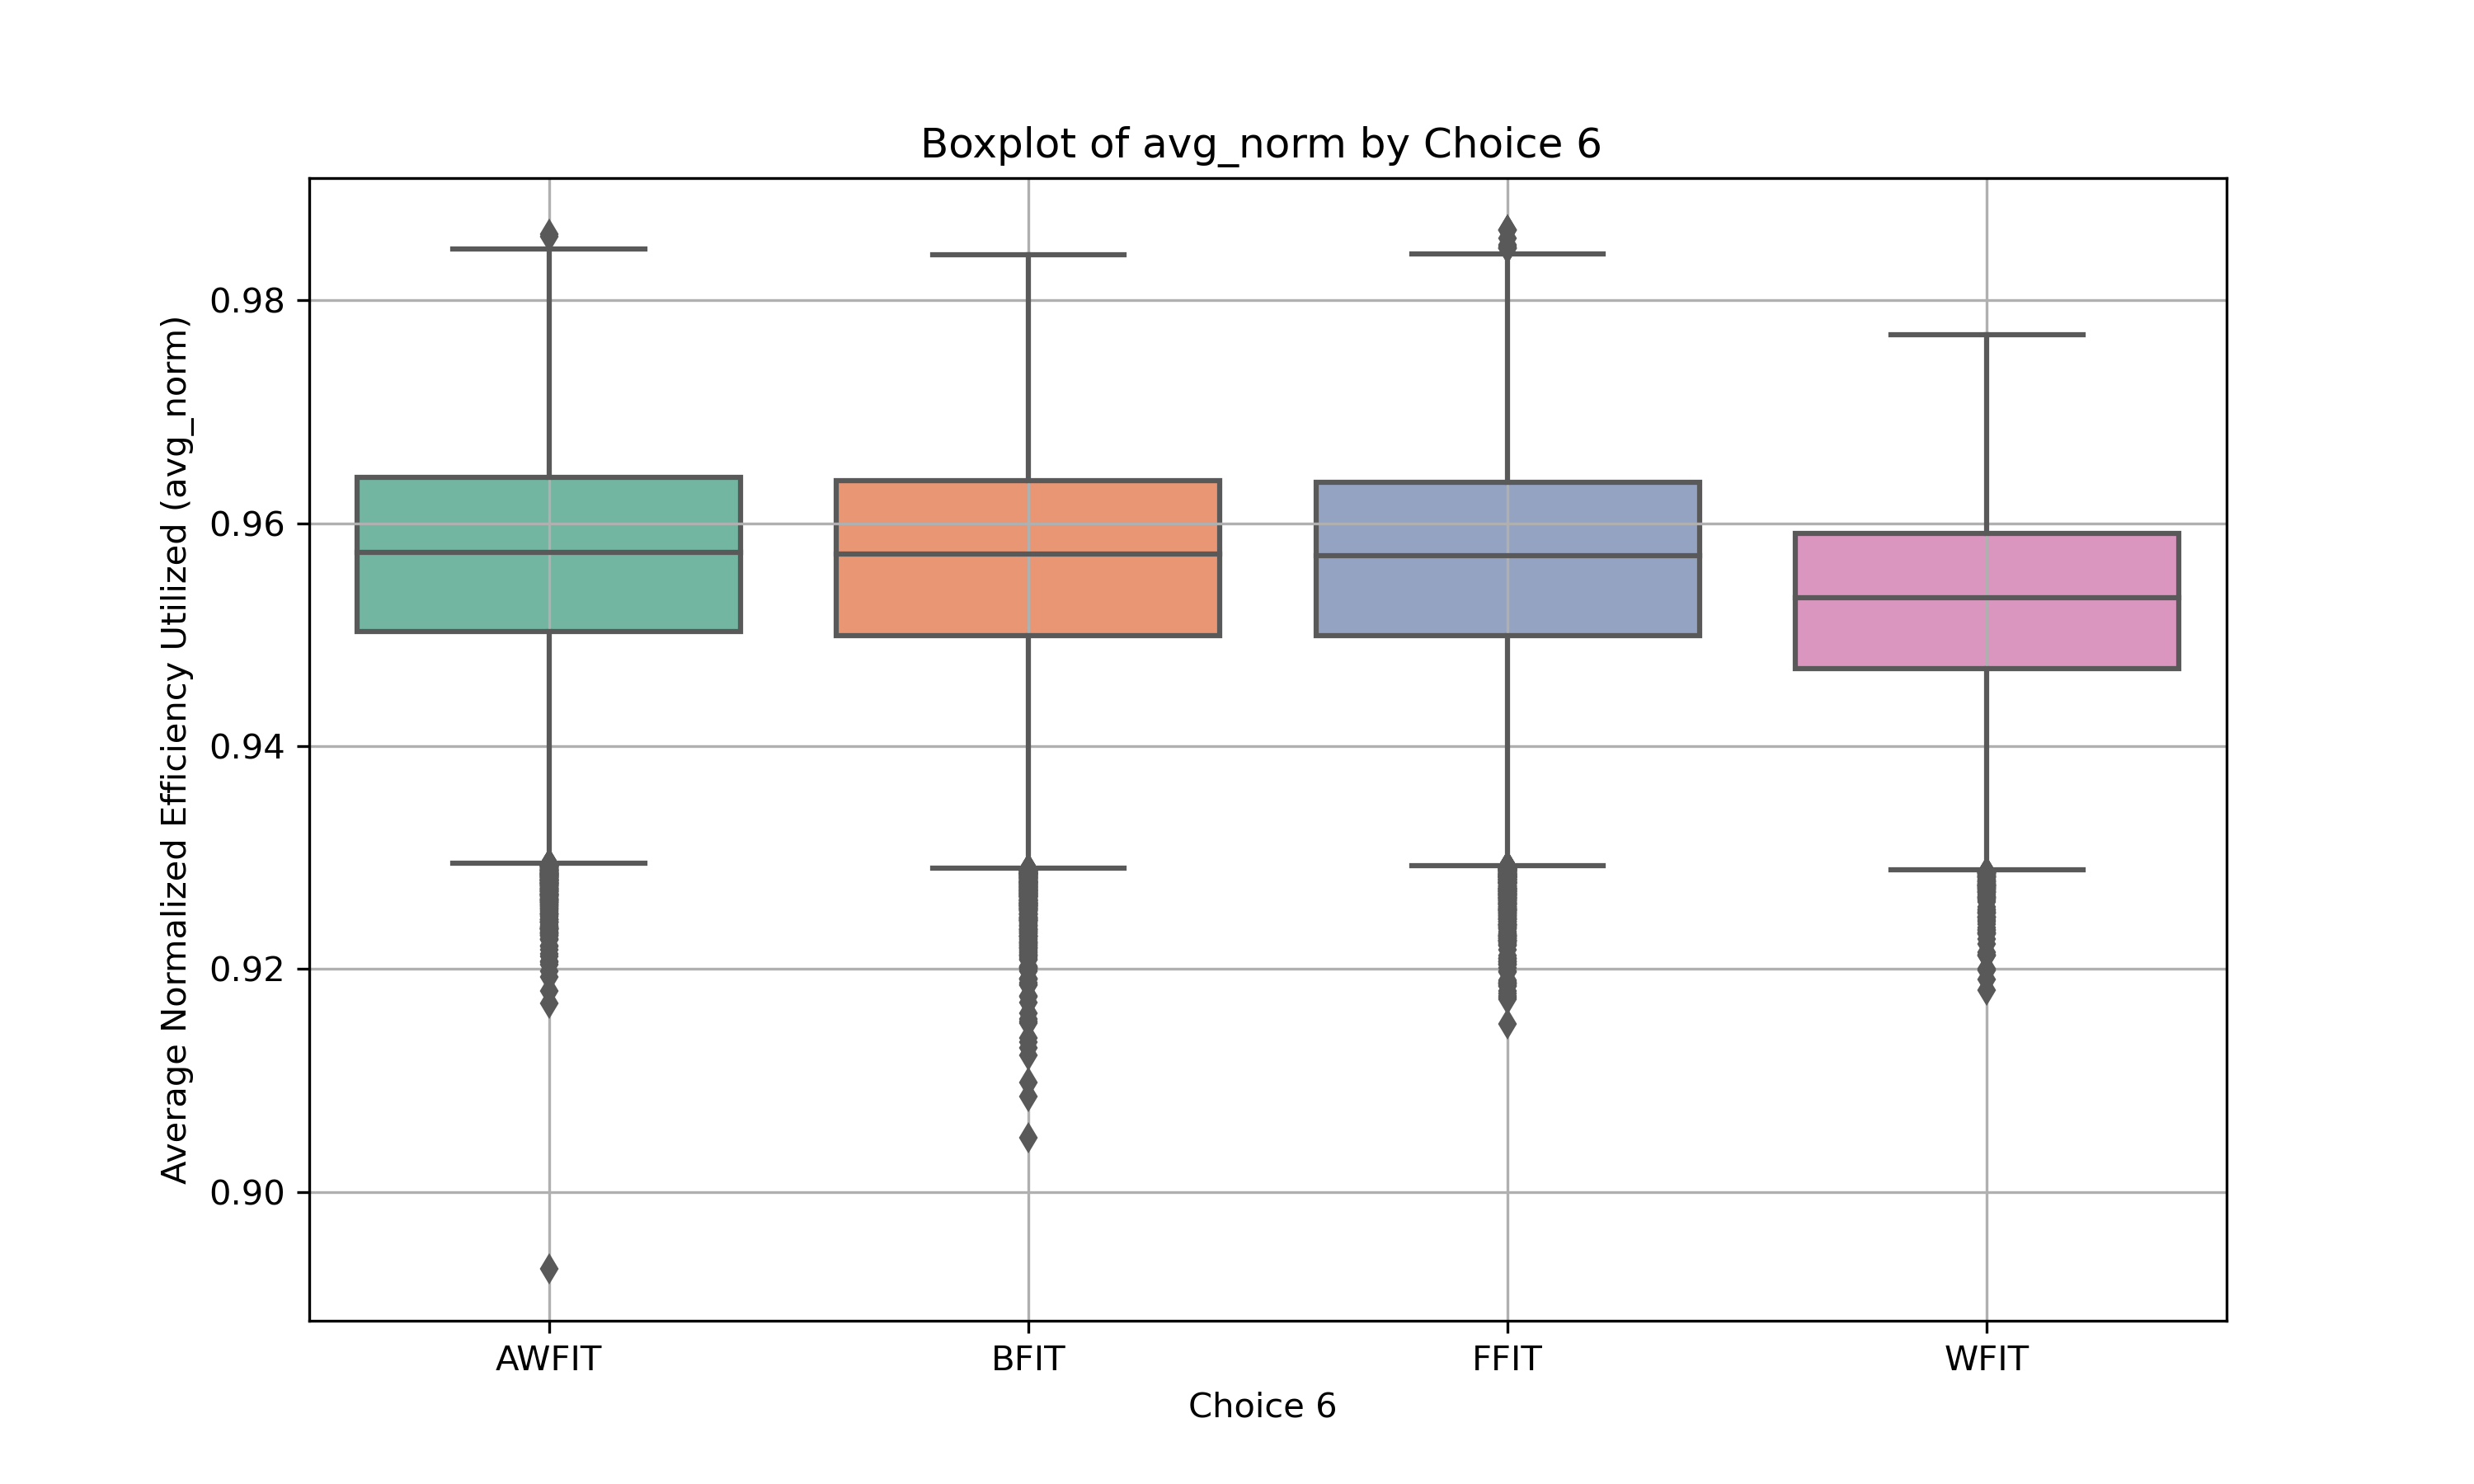 Boxplot of avg_norm by Choice 6
Average Normalized Efficiency Utilized (avg_norm)
0.98
0.96
0.94
0.92
0.90
AWFIT
BFIT
FFIT
WFIT
Choice 6